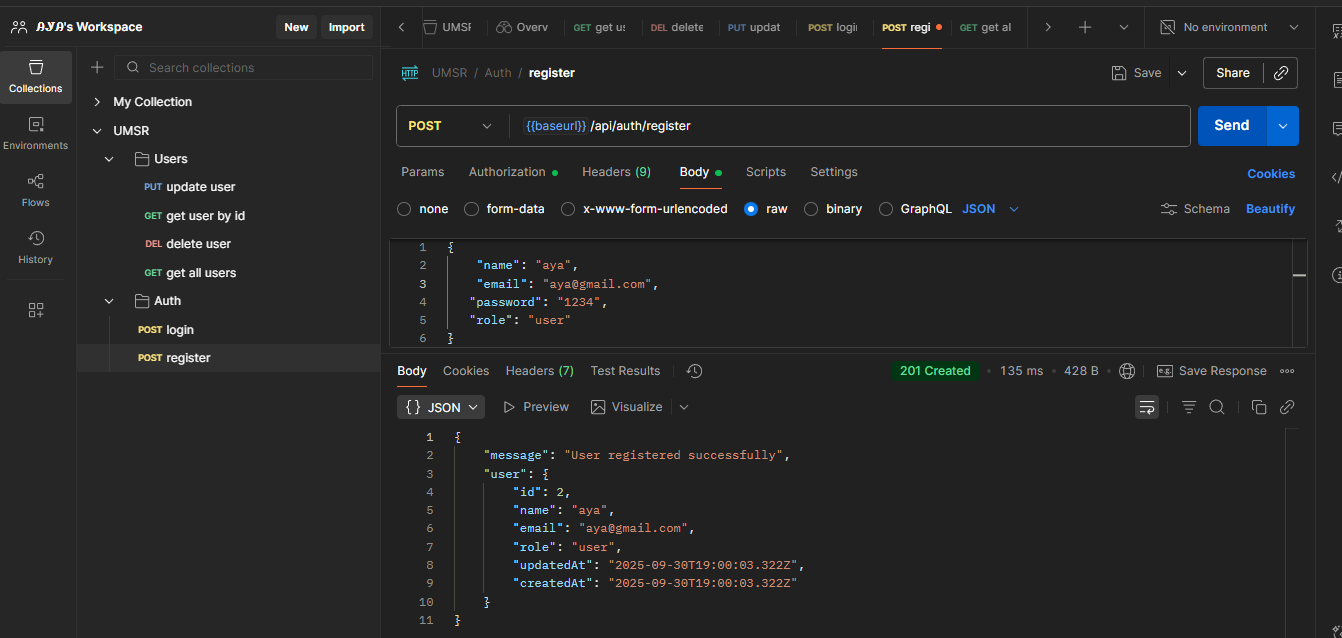 ᎯᎽᎯ's Workspace
New
Import
UMSR
Overv
GET get us
DEL delete
PUT updat
POST logi
POST regi
GET get al
No environment
Collections
Environments
Flows
History
Search collections
My Collection
UMSR
Users
PUT update user
GET get user by id
DEL delete user
GET get all users
Auth
POST login
POST register
HTTP UMSR / Auth / register
Save
Share
POST {{baseurl}} /api/auth/register
Send
Params Authorization Headers (9) Body Scripts Settings
Cookies
none form-data x-www-form-urlencoded raw binary GraphQL JSON
Schema Beautify
1 {
2 "name": "aya",
3 "email": "aya@gmail.com",
4 "password": "1234",
5 "role": "user"
6 }
Body Cookies Headers (7) Test Results
201 Created • 135 ms • 428 B
e.g. Save Response
{} JSON Preview Visualize
1 {
2 "message": "User registered successfully",
3 "user": {
4 "id": 2,
5 "name": "aya",
6 "email": "aya@gmail.com",
7 "role": "user",
8 "updatedAt": "2025-09-30T19:00:03.322Z",
9 "createdAt": "2025-09-30T19:00:03.322Z"
10 }
11 }